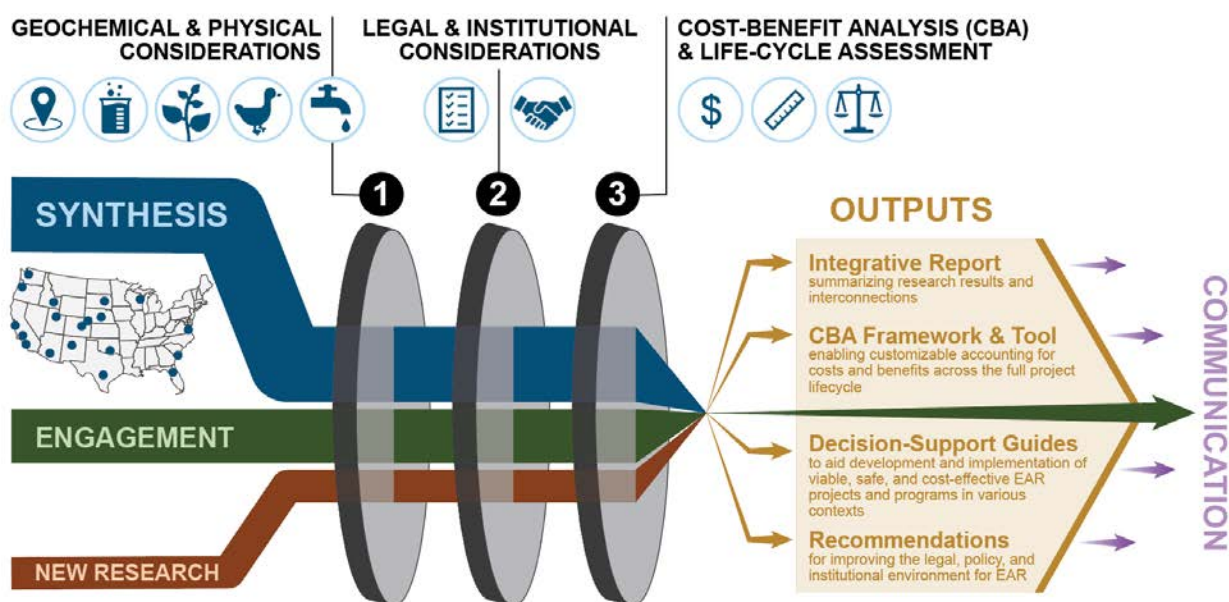 GEOCHEMICAL & PHYSICAL
CONSIDERATIONS
LEGAL & INSTITUTIONAL
CONSIDERATIONS
COST-BENEFIT ANALYSIS (CBA)
& LIFE-CYCLE ASSESSMENT
$
1
2
3
SYNTHESIS
ENGAGEMENT
NEW RESEARCH
OUTPUTS
Integrative Report
summarizing research results and
interconnections
CBA Framework & Tool
enabling customizable accounting for
costs and benefits across the full project
lifecycle
Decision-Support Guides
to aid development and implementation of
viable, safe, and cost-effective EAR
projects and programs in various
contexts
Recommendations
for improving the legal, policy, and
institutional environment for EAR
COMMUNICATION